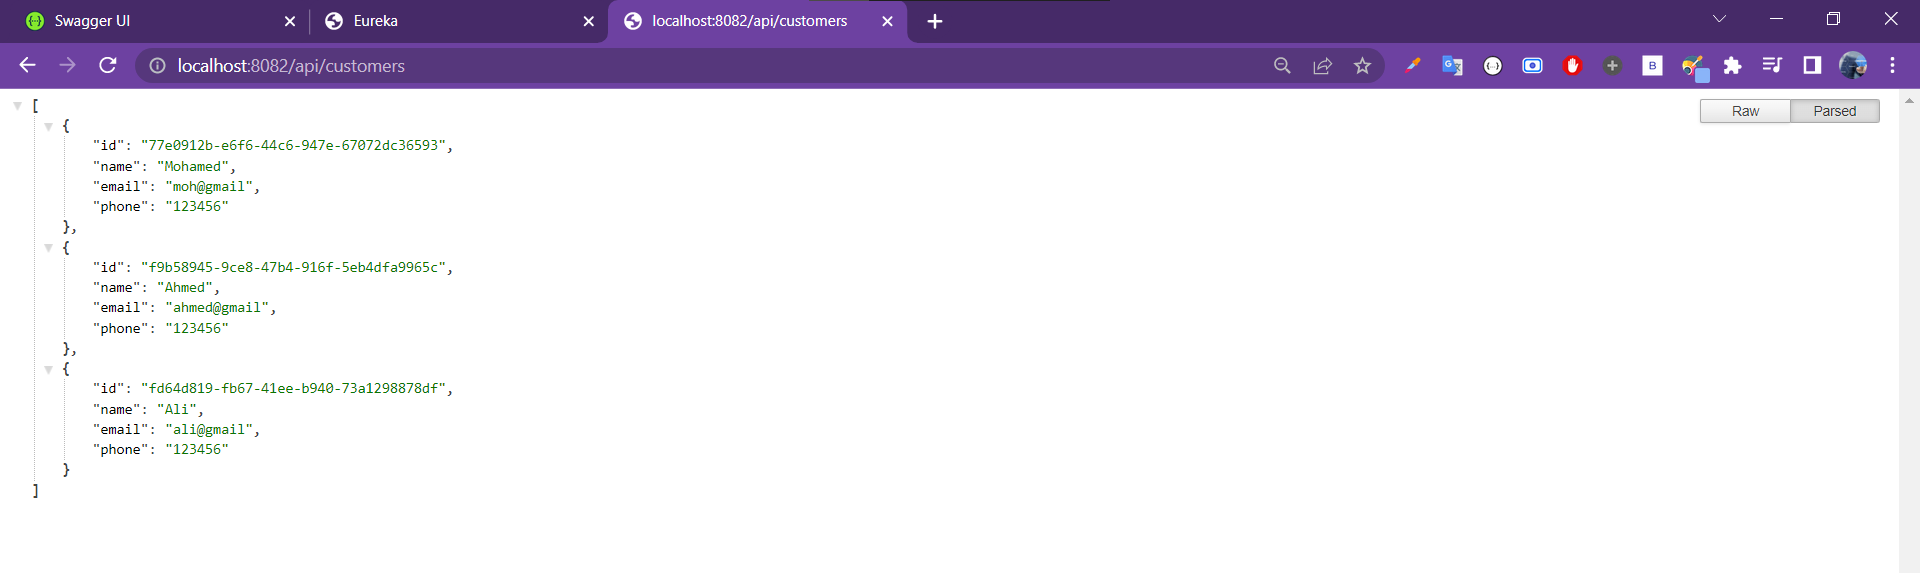 Swagger UI
Eureka
localhost:8082/api/customers
localhost:8082/api/customers
Raw
Parsed
[
{
"id": "77e0912b-e6f6-44c6-947e-67072dc36593",
"name": "Mohamed",
"email": "moh@gmail",
"phone": "123456"
},
{
"id": "f9b58945-9ce8-47b4-916f-5eb4dfa9965c",
"name": "Ahmed",
"email": "ahmed@gmail",
"phone": "123456"
},
{
"id": "fd64d819-fb67-41ee-b940-73a1298878df",
"name": "Ali",
"email": "ali@gmail",
"phone": "123456"
}
]